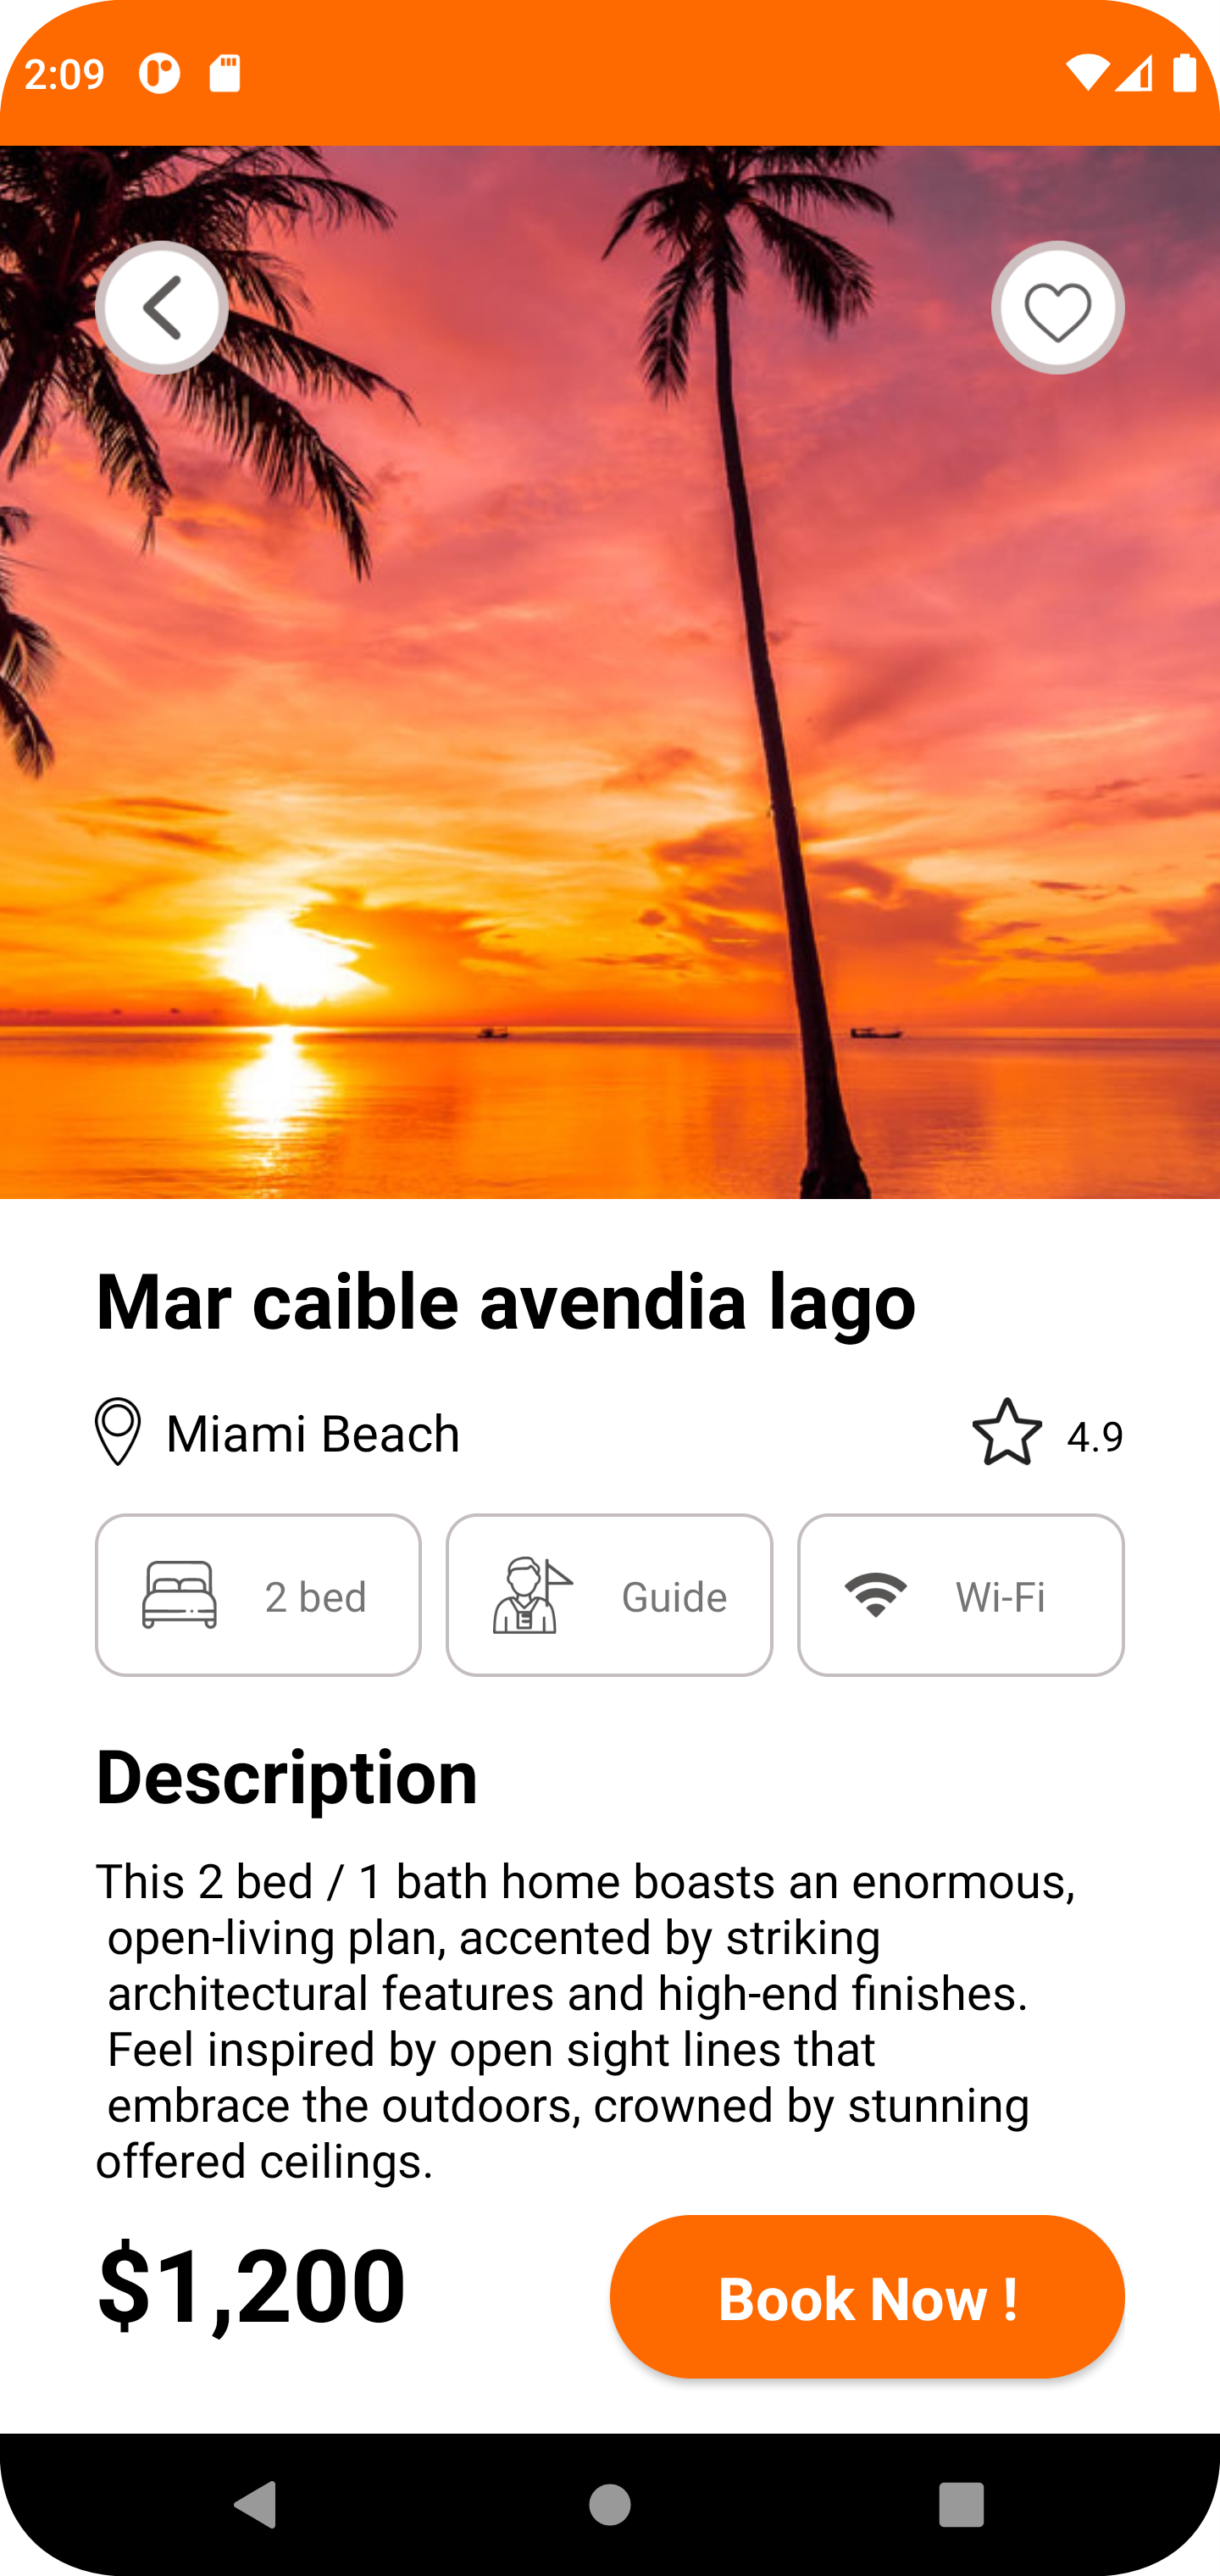 2:09
Mar caible avendia lago
Miami Beach
4.9
2 bed
Guide
Wi-Fi
Description
This 2 bed / 1 bath home boasts an enormous,
open-living plan, accented by striking
architectural features and high-end finishes.
Feel inspired by open sight lines that
embrace the outdoors, crowned by stunning
offered ceilings.
$1,200
Book Now !